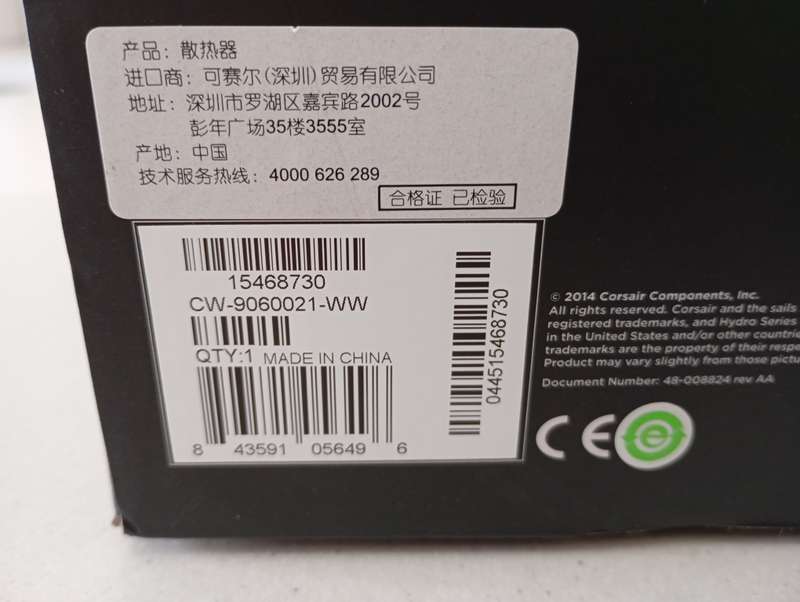 产品：散热器
进口商：可赛尔(深圳)贸易有限公司
地址：深圳市罗湖区嘉宾路2002号
彭年广场35楼3555室
产地：中国
技术服务热线：4000 626 289
合格证 已检验
15468730
CW-9060021-WW
QTY:1 MADE IN CHINA
8 43591 05649 6
044515468730
© 2014 Corsair Components, Inc.
All rights reserved. Corsair and the sails
registered trademarks, and Hydro Series
in the United States and/or other countrie
trademarks are the property of their respe
Product may vary slightly from those pictu
Document Number: 48-008824 rev AA
CE